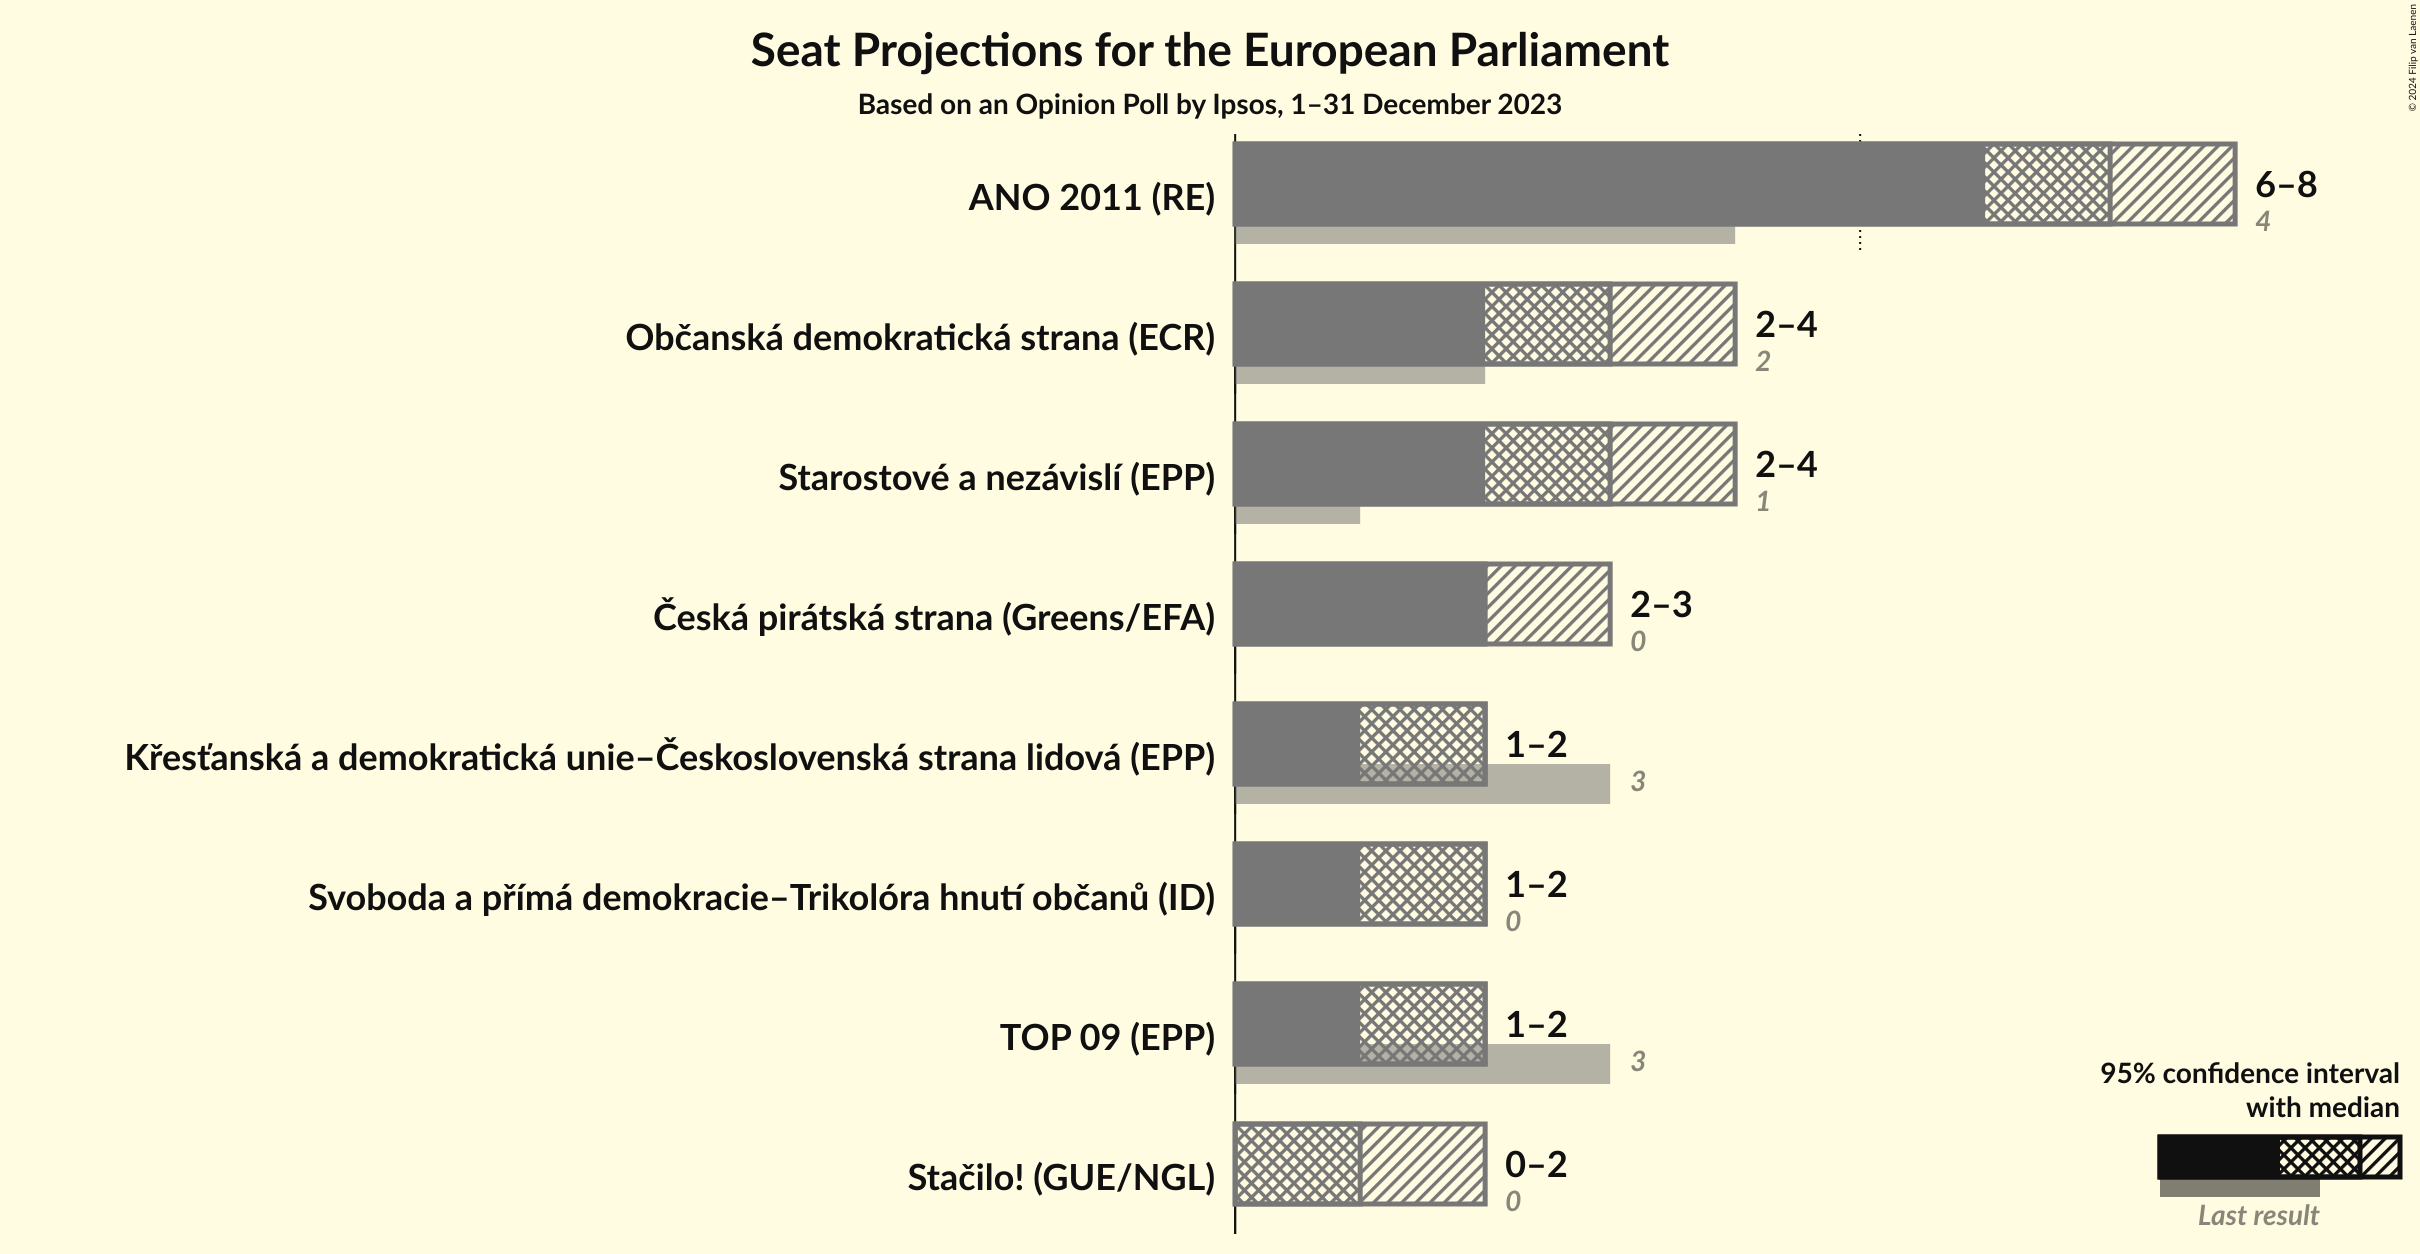 Seat Projections for the European Parliament
Based on an Opinion Poll by Ipsos, 1–31 December 2023
© 2024 Filip van Laenen
ANO 2011 (RE)
6–8
4
Občanská demokratická strana (ECR)
2–4
2
Starostové a nezávislí (EPP)
2–4
1
Česká pirátská strana (Greens/EFA)
2–3
0
Křesťanská a demokratická unie–Československá strana lidová (EPP)
1–2
3
Svoboda a přímá demokracie–Trikolóra hnutí občanů (ID)
1–2
0
TOP 09 (EPP)
1–2
3
Stačilo! (GUE/NGL)
0–2
0
95% confidence interval
with median
Last result